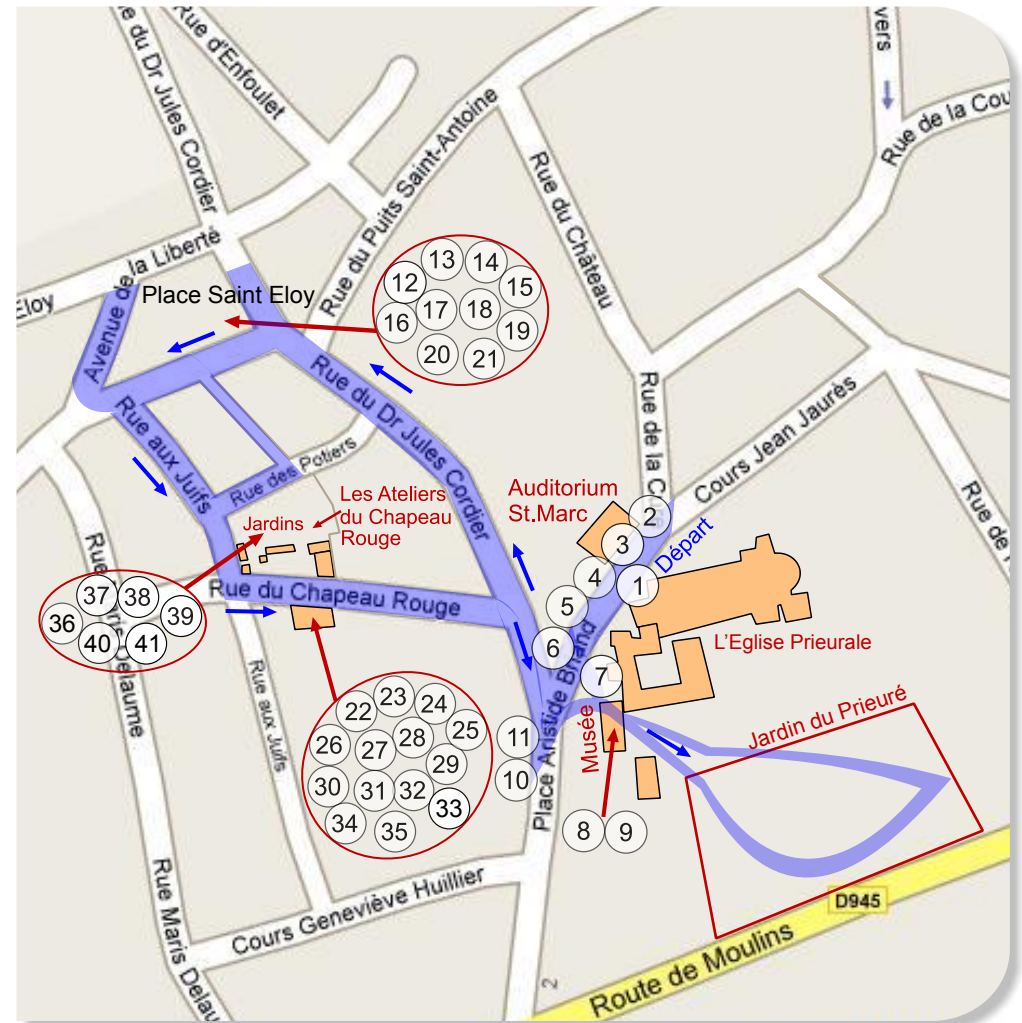 e du Dr Jules Cordier
Rue d'Enfoulet
vers
Rue de la Cou
Rue du Puits Saint-Antoine
Rue du Château
Avenue de la Liberté
Eloy
Place Saint Eloy
12
13
14
15
16
17
18
19
20
21
Rue du Dr Jules Cordier
Rue aux Juifs
Rue des Potiers
Rue de la C
Cours Jean Jaurès
Rue de
Auditorium
St.Marc
Départ
1
2
3
4
5
6
7
L'Eglise Prieurale
Les Ateliers
du Chapeau
Rouge
Jardins
Rue du Chapeau Rouge
36
37
38
39
40
41
Rue Maris Delaume
Rue aux Juifs
22
23
24
25
26
27
28
29
30
31
32
33
34
35
11
10
Place Aristide Briand
Musée
8
9
Jardin du Prieuré
D945
Route de Moulins
Cours Geneviève Huillier
Rue Maris Delau
2